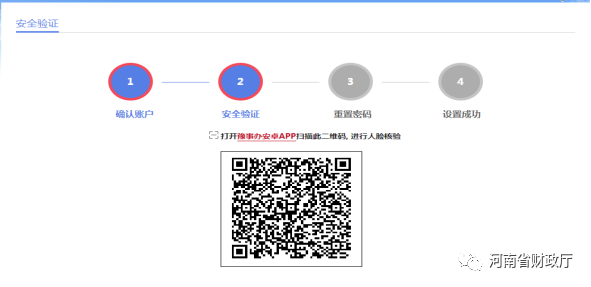 安全验证
1
2
3
4
确认账户
安全验证
重置密码
设置成功
打开豫事办安卓APP扫描此二维码, 进行人脸核验
河南省财政厅